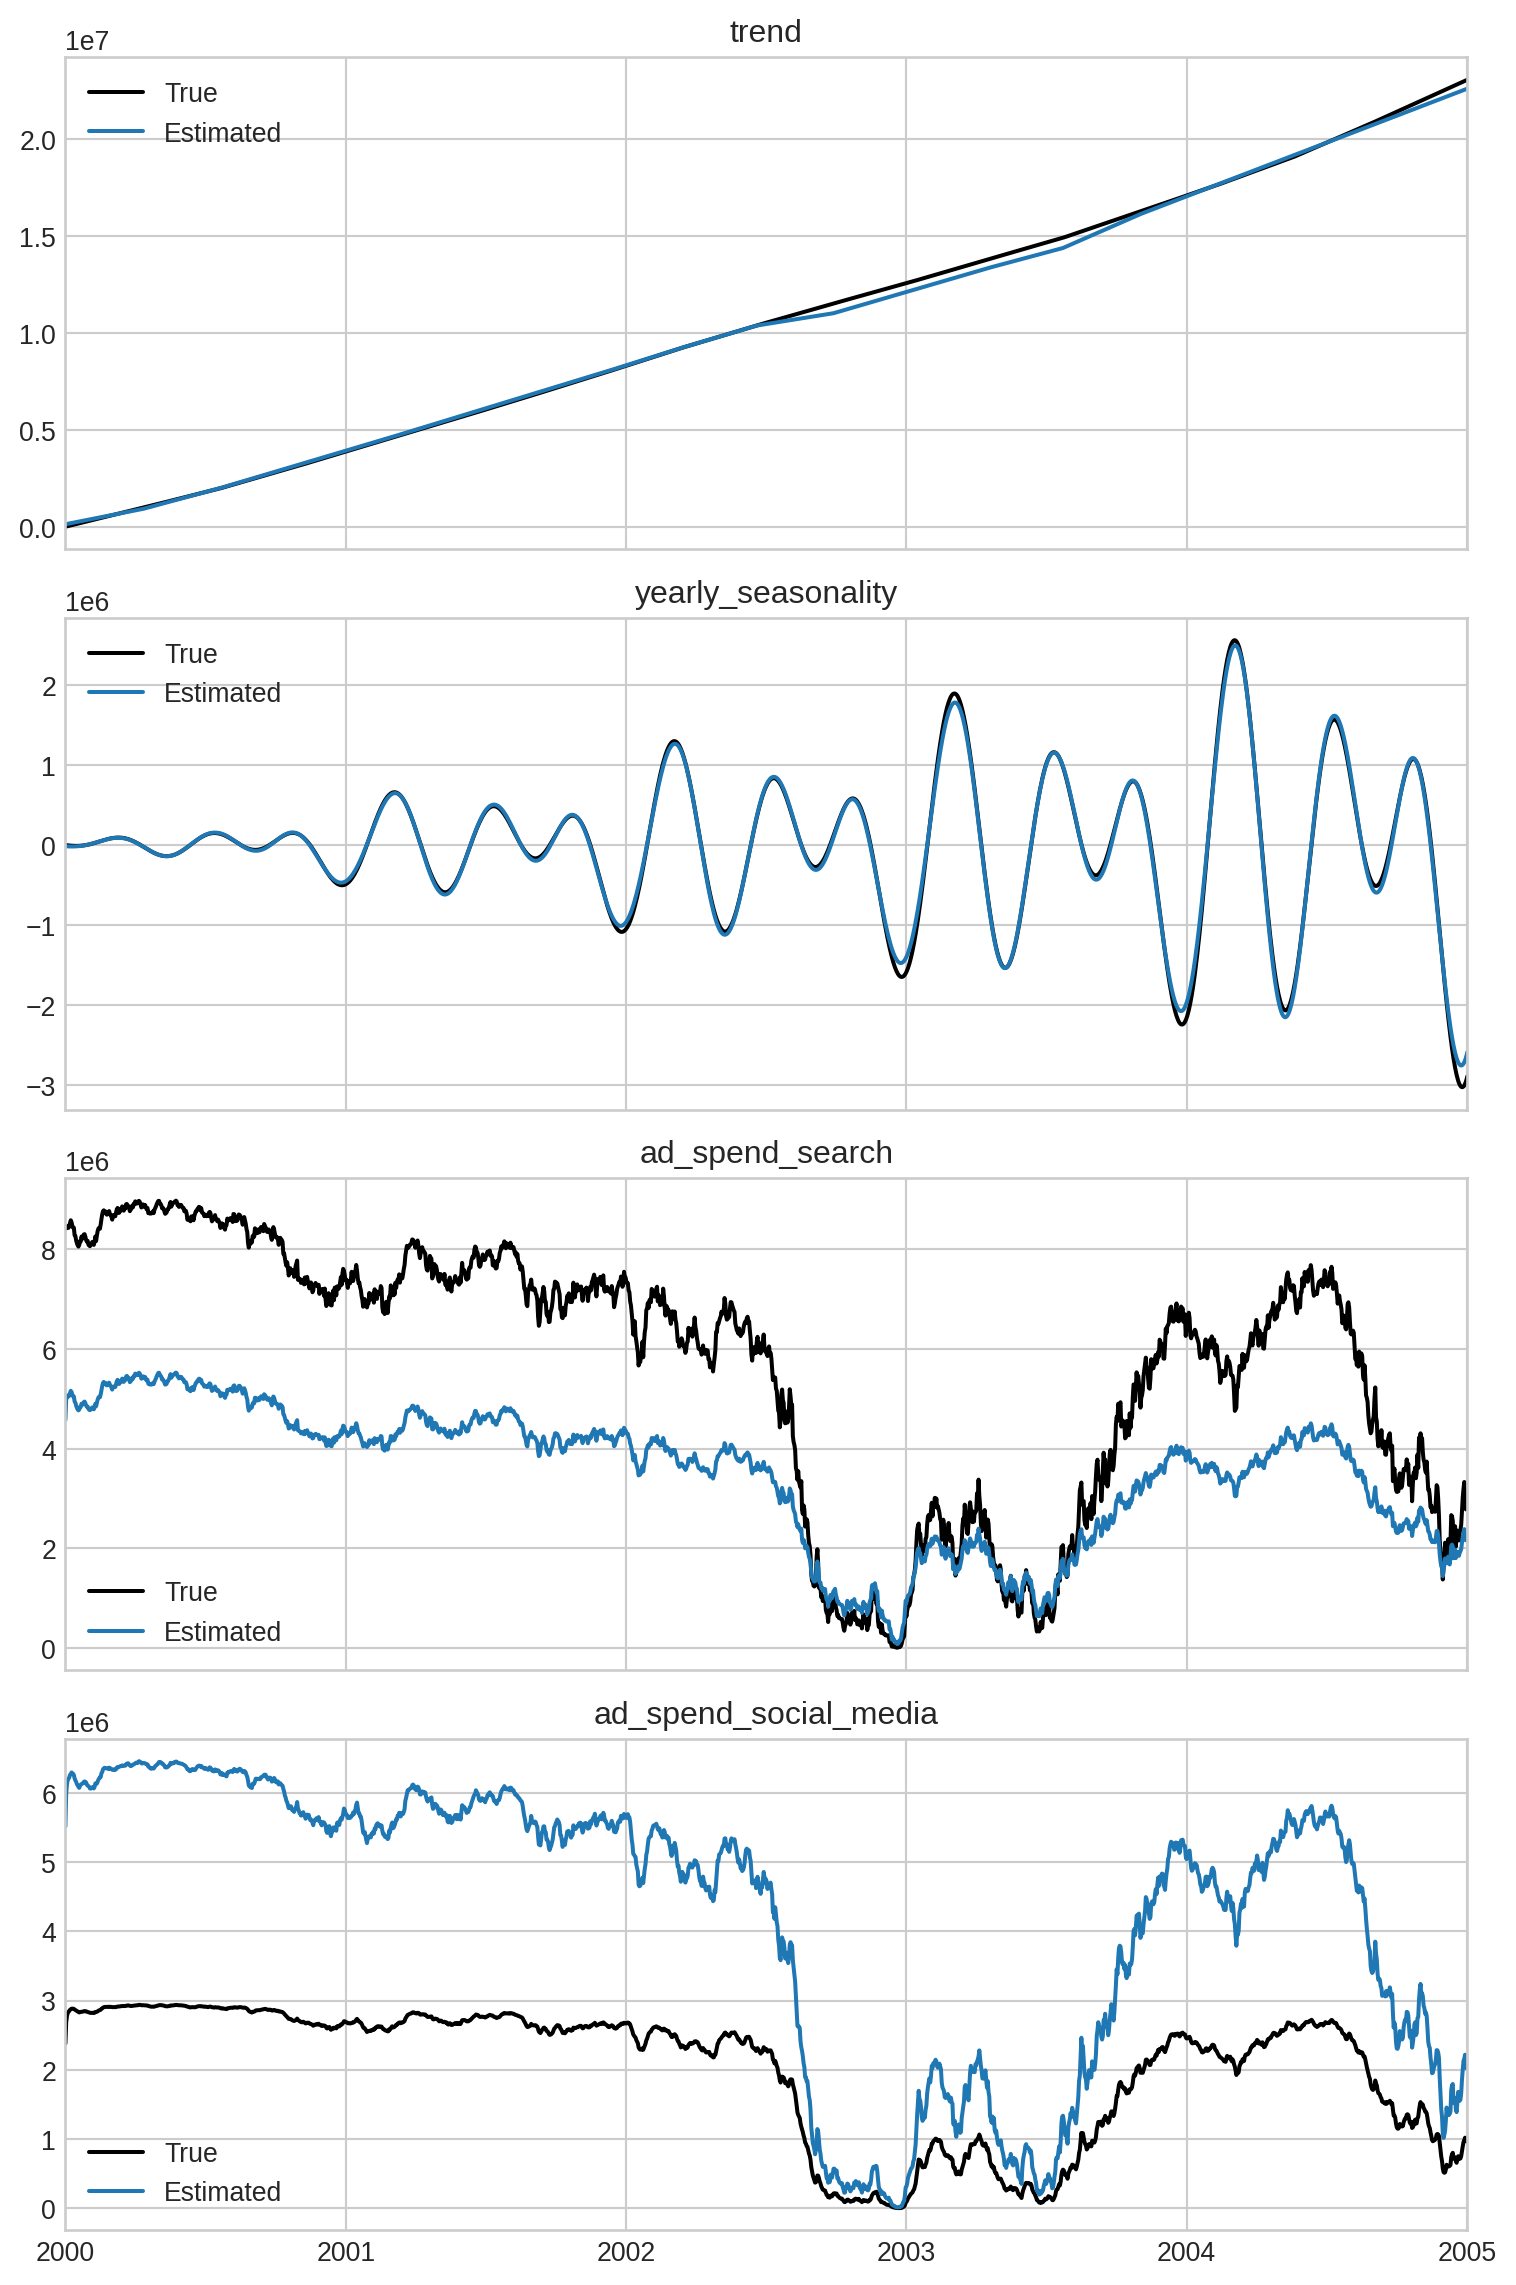 trend
1e7
True
Estimated
2.0
1.5
1.0
0.5
0.0
yearly_seasonality
1e6
True
Estimated
2
1
0
−1
−2
−3
ad_spend_search
1e6
8
6
4
2
0
True
Estimated
ad_spend_social_media
1e6
6
5
4
3
2
1
0
True
Estimated
2000 2001 2002 2003 2004 2005